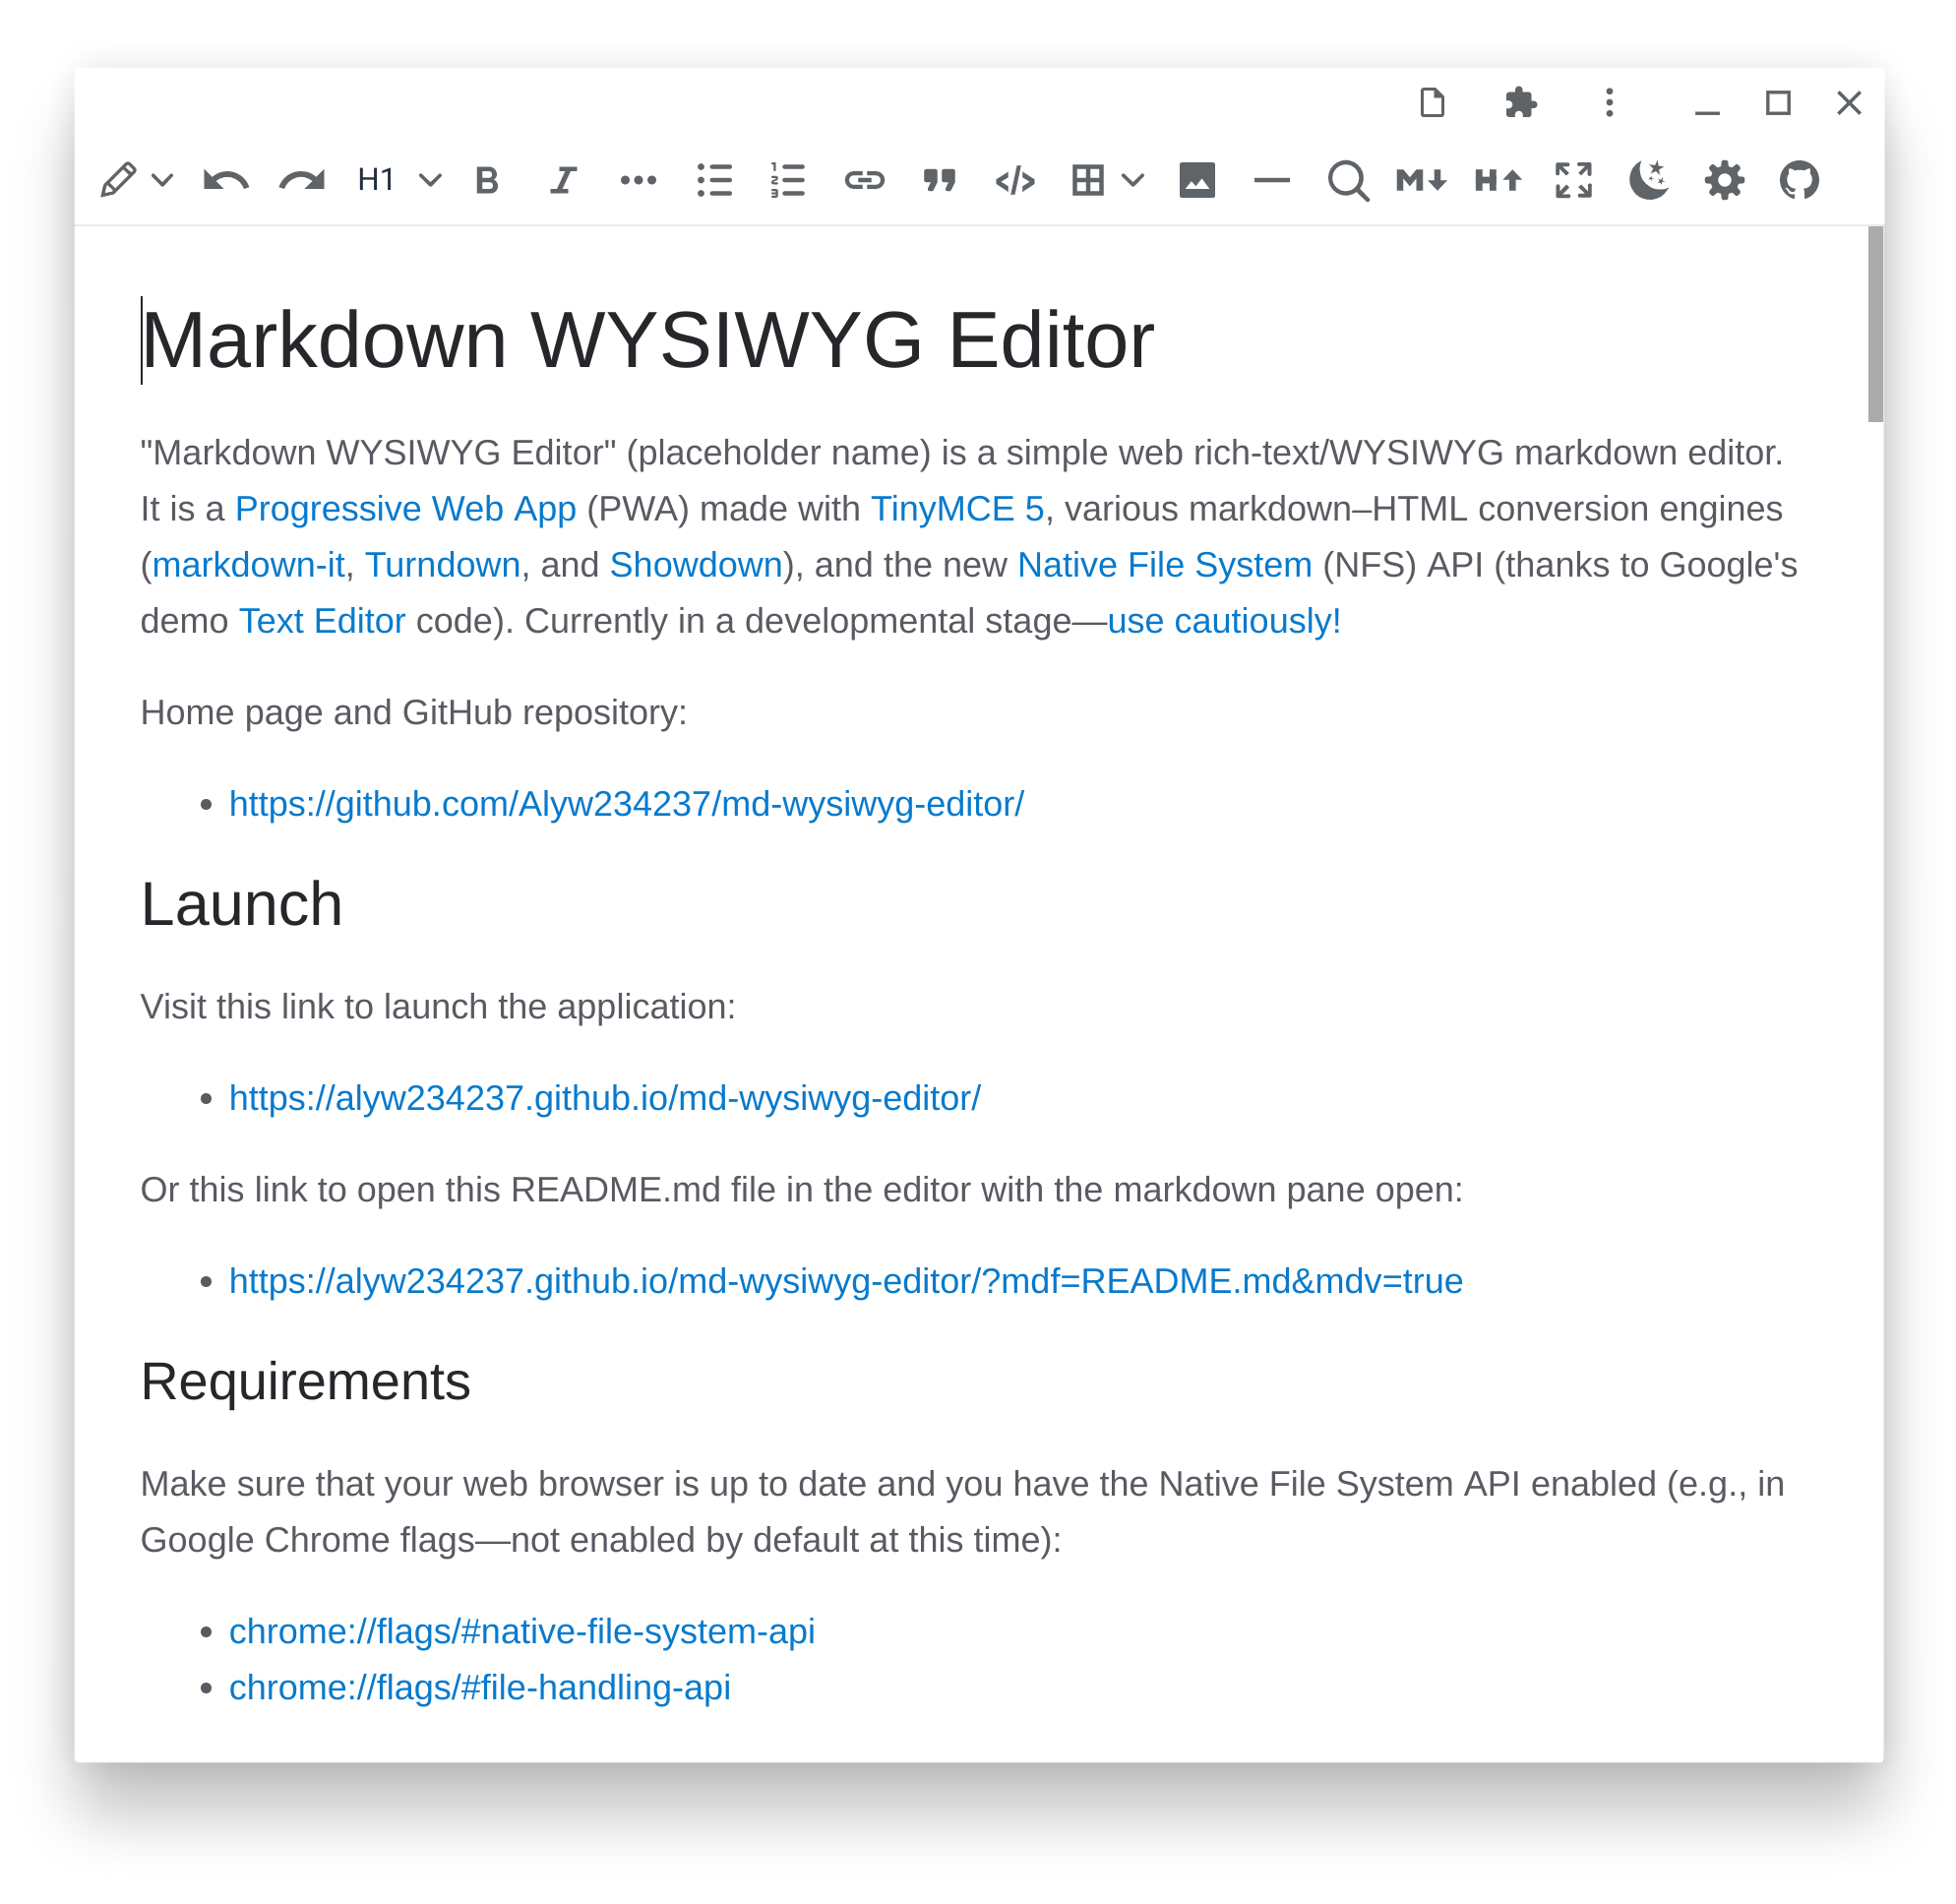 H1
B I
</>
M H
Markdown WYSIWYG Editor
"Markdown WYSIWYG Editor" (placeholder name) is a simple web rich-text/WYSIWYG markdown editor.
It is a Progressive Web App (PWA) made with TinyMCE 5, various markdown–HTML conversion engines
(markdown-it, Turndown, and Showdown), and the new Native File System (NFS) API (thanks to Google's
demo Text Editor code). Currently in a developmental stage—use cautiously!
Home page and GitHub repository:
• https://github.com/Alyw234237/md-wysiwyg-editor/
Launch
Visit this link to launch the application:
• https://alyw234237.github.io/md-wysiwyg-editor/
Or this link to open this README.md file in the editor with the markdown pane open:
• https://alyw234237.github.io/md-wysiwyg-editor/?mdf=README.md&mdv=true
Requirements
Make sure that your web browser is up to date and you have the Native File System API enabled (e.g., in
Google Chrome flags—not enabled by default at this time):
• chrome://flags/#native-file-system-api
• chrome://flags/#file-handling-api